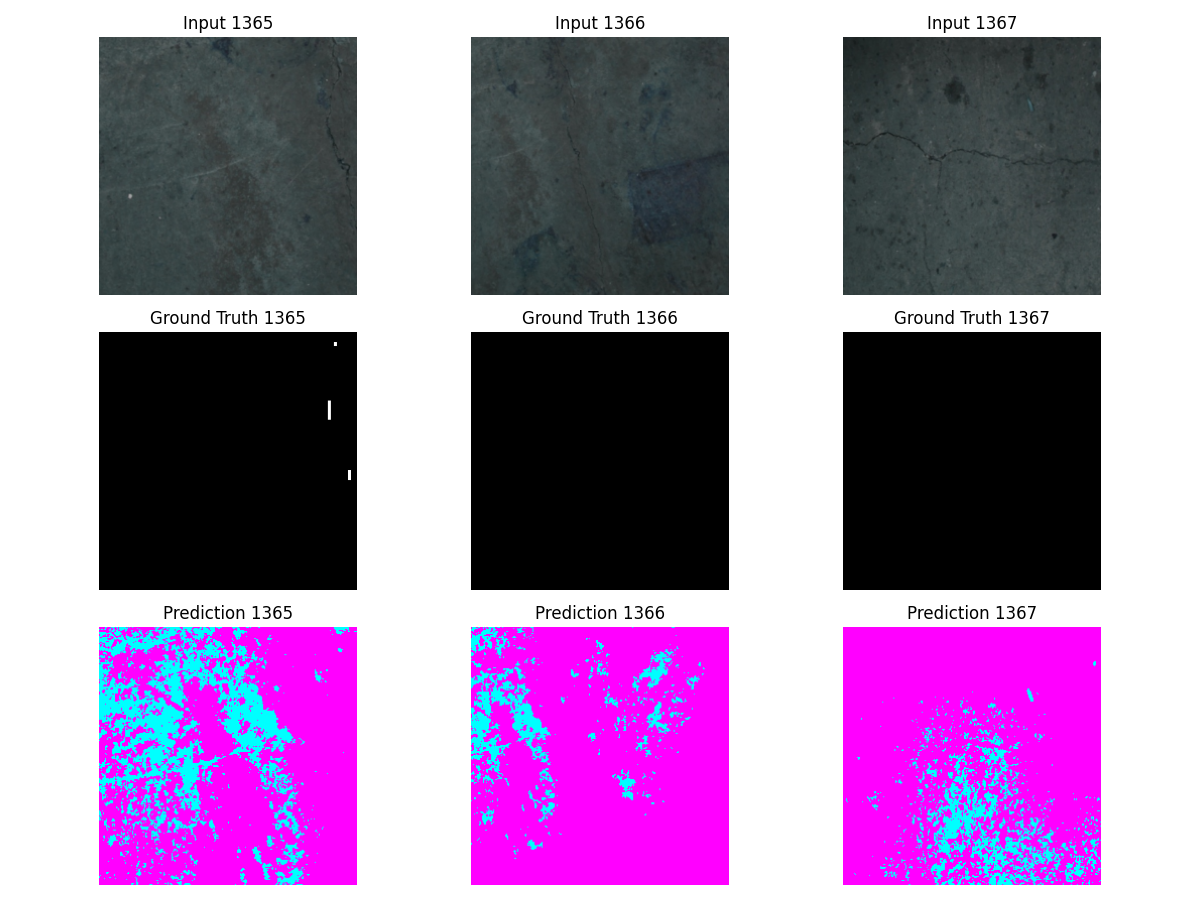 Input 1365
Input 1366
Input 1367
Ground Truth 1365
Ground Truth 1366
Ground Truth 1367
Prediction 1365
Prediction 1366
Prediction 1367